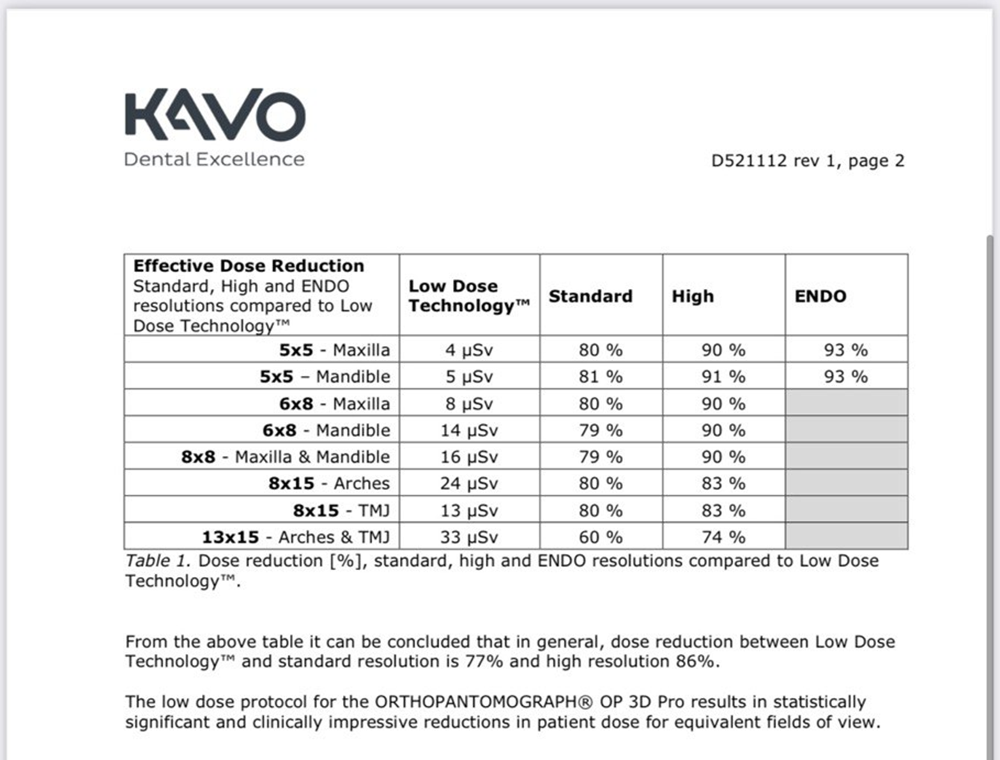 KAVO
Dental Excellence
D521112 rev 1, page 2
Effective Dose Reduction
Standard, High and ENDO
resolutions compared to Low
Dose Technology™
Low Dose
Technology™
Standard
High
ENDO
5x5 - Maxilla 4 µSv 80 % 90 % 93 %
5x5 – Mandible 5 µSv 81 % 91 % 93 %
6x8 - Maxilla 8 µSv 80 % 90 %
6x8 - Mandible 14 µSv 79 % 90 %
8x8 - Maxilla & Mandible 16 µSv 79 % 90 %
8x15 - Arches 24 µSv 80 % 83 %
8x15 - TMJ 13 µSv 80 % 83 %
13x15 - Arches & TMJ 33 µSv 60 % 74 %
Table 1. Dose reduction [%], standard, high and ENDO resolutions compared to Low Dose
Technology™.
From the above table it can be concluded that in general, dose reduction between Low Dose
Technology™ and standard resolution is 77% and high resolution 86%.
The low dose protocol for the ORTHOPANTOMOGRAPH® OP 3D Pro results in statistically
significant and clinically impressive reductions in patient dose for equivalent fields of view.